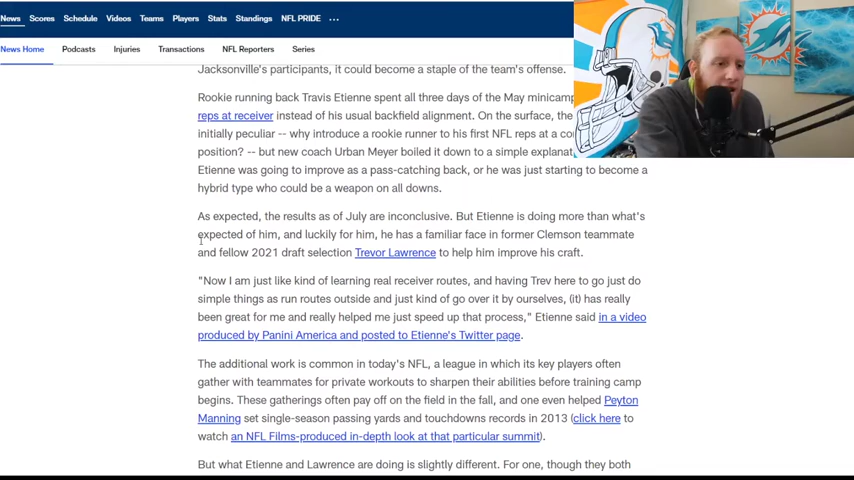 News Scores Schedule Videos Teams Players Stats Standings NFL PRIDE ...
News Home Podcasts Injuries Transactions NFL Reporters Series
Jacksonville's participants, it could become a staple of the team's offense.
Rookie running back Travis Etienne spent all three days of the May minicamp
reps at receiver instead of his usual backfield alignment. On the surface, the
initially peculiar -- why introduce a rookie runner to his first NFL reps at a
position? -- but new coach Urban Meyer boiled it down to a simple
Etienne was going to improve as a pass-catching back, or he was just starting to become a
hybrid type who could be a weapon on all downs.
As expected, the results as of July are inconclusive. But Etienne is doing more than what's
expected of him, and luckily for him, he has a familiar face in former Clemson teammate
and fellow 2021 draft selection Trevor Lawrence to help him improve his craft.
"Now I am just like kind of learning real receiver routes, and having Trev here to go just do
simple things as run routes outside and just kind of go over it by ourselves, (it) has really
been great for me and really helped me just speed up that process," Etienne said in a video
produced by Panini America and posted to Etienne's Twitter page.
The additional work is common in today's NFL, a league in which its key players often
gather with teammates for private workouts to sharpen their abilities before training camp
begins. These gatherings often pay off on the field in the fall, and one even helped Peyton
Manning set single-season passing yards and touchdowns records in 2013 (click here to
watch an NFL Films-produced in-depth look at that particular summit).
But what Etienne and Lawrence are doing is slightly different. For one, though they both